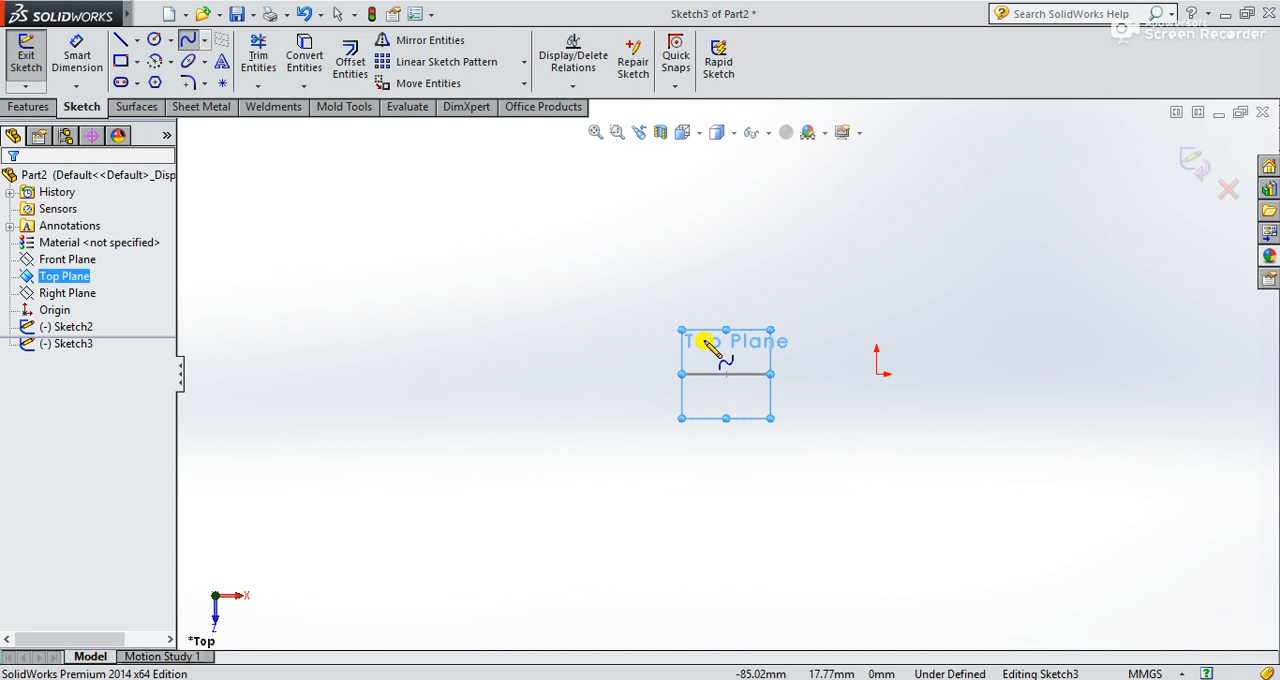 SOLIDWORKS
Sketch3 of Part2 *
Search SolidWorks Help
Apowersoft
Screen Recorder
Exit Sketch
Smart Dimension
Trim Entities
Convert Entities
Offset Entities
Mirror Entities
Linear Sketch Pattern
Move Entities
Display/Delete Relations
Repair Sketch
Quick Snaps
Rapid Sketch
Features Sketch Surfaces Sheet Metal Weldments Mold Tools Evaluate DimXpert Office Products
Part2 (Default<<Default>_Disp
History
Sensors
Annotations
Material <not specified>
Front Plane
Top Plane
Right Plane
Origin
(-) Sketch2
(-) Sketch3
Top Plane
X
Z
*Top
Model Motion Study 1
SolidWorks Premium 2014 x64 Edition
-85.02mm 17.77mm 0mm Under Defined Editing Sketch3 MMGS